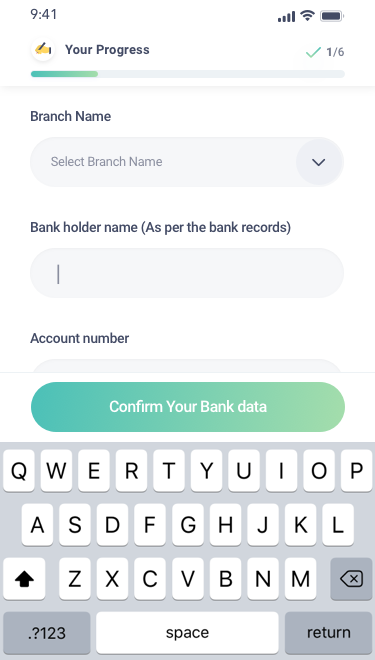 9:41
Your Progress
1/6
Branch Name
Select Branch Name
Bank holder name (As per the bank records)
Account number
Confirm Your Bank data
Q W E R T Y U I O P
A S D F G H J K L
Z X C V B N M
.?123 space return